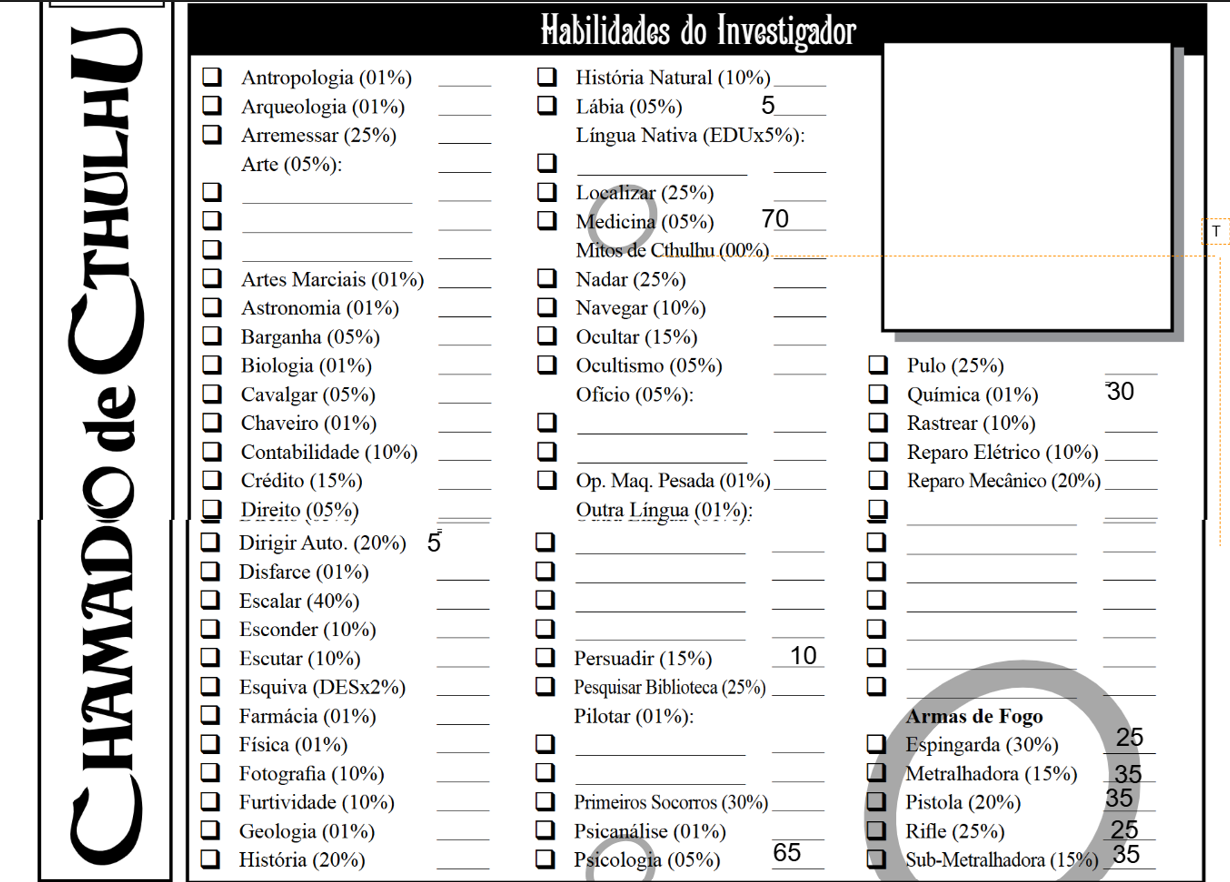 CHAMADO de CTHULHU
Habilidades do Investigador
Antropologia (01%)
Arqueologia (01%)
Arremessar (25%)
Arte (05%):
Artes Marciais (01%)
Astronomia (01%)
Barganha (05%)
Biologia (01%)
Cavalgar (05%)
Chaveiro (01%)
Contabilidade (10%)
Crédito (15%)
Direito (05%)
Dirigir Auto. (20%) 5
Disfarce (01%)
Escalar (40%)
Esconder (10%)
Escutar (10%)
Esquiva (DESx2%)
Farmácia (01%)
Física (01%)
Fotografia (10%)
Furtividade (10%)
Geologia (01%)
História (20%)
História Natural (10%)
Lábia (05%) 5
Língua Nativa (EDUx5%):
Localizar (25%)
Medicina (05%) 70
Mitos de Cthulhu (00%)
Nadar (25%)
Navegar (10%)
Ocultar (15%)
Ocultismo (05%)
Ofício (05%):
Op. Maq. Pesada (01%)
Outra Língua (01%):
Persuadir (15%) 10
Pesquisar Biblioteca (25%)
Pilotar (01%):
Primeiros Socorros (30%)
Psicanálise (01%)
Psicologia (05%) 65
T
Pulo (25%)
Química (01%) 30
Rastrear (10%)
Reparo Elétrico (10%)
Reparo Mecânico (20%)
Armas de Fogo
Espingarda (30%) 25
Metralhadora (15%) 35
Pistola (20%) 35
Rifle (25%) 25
Sub-Metralhadora (15%) 35